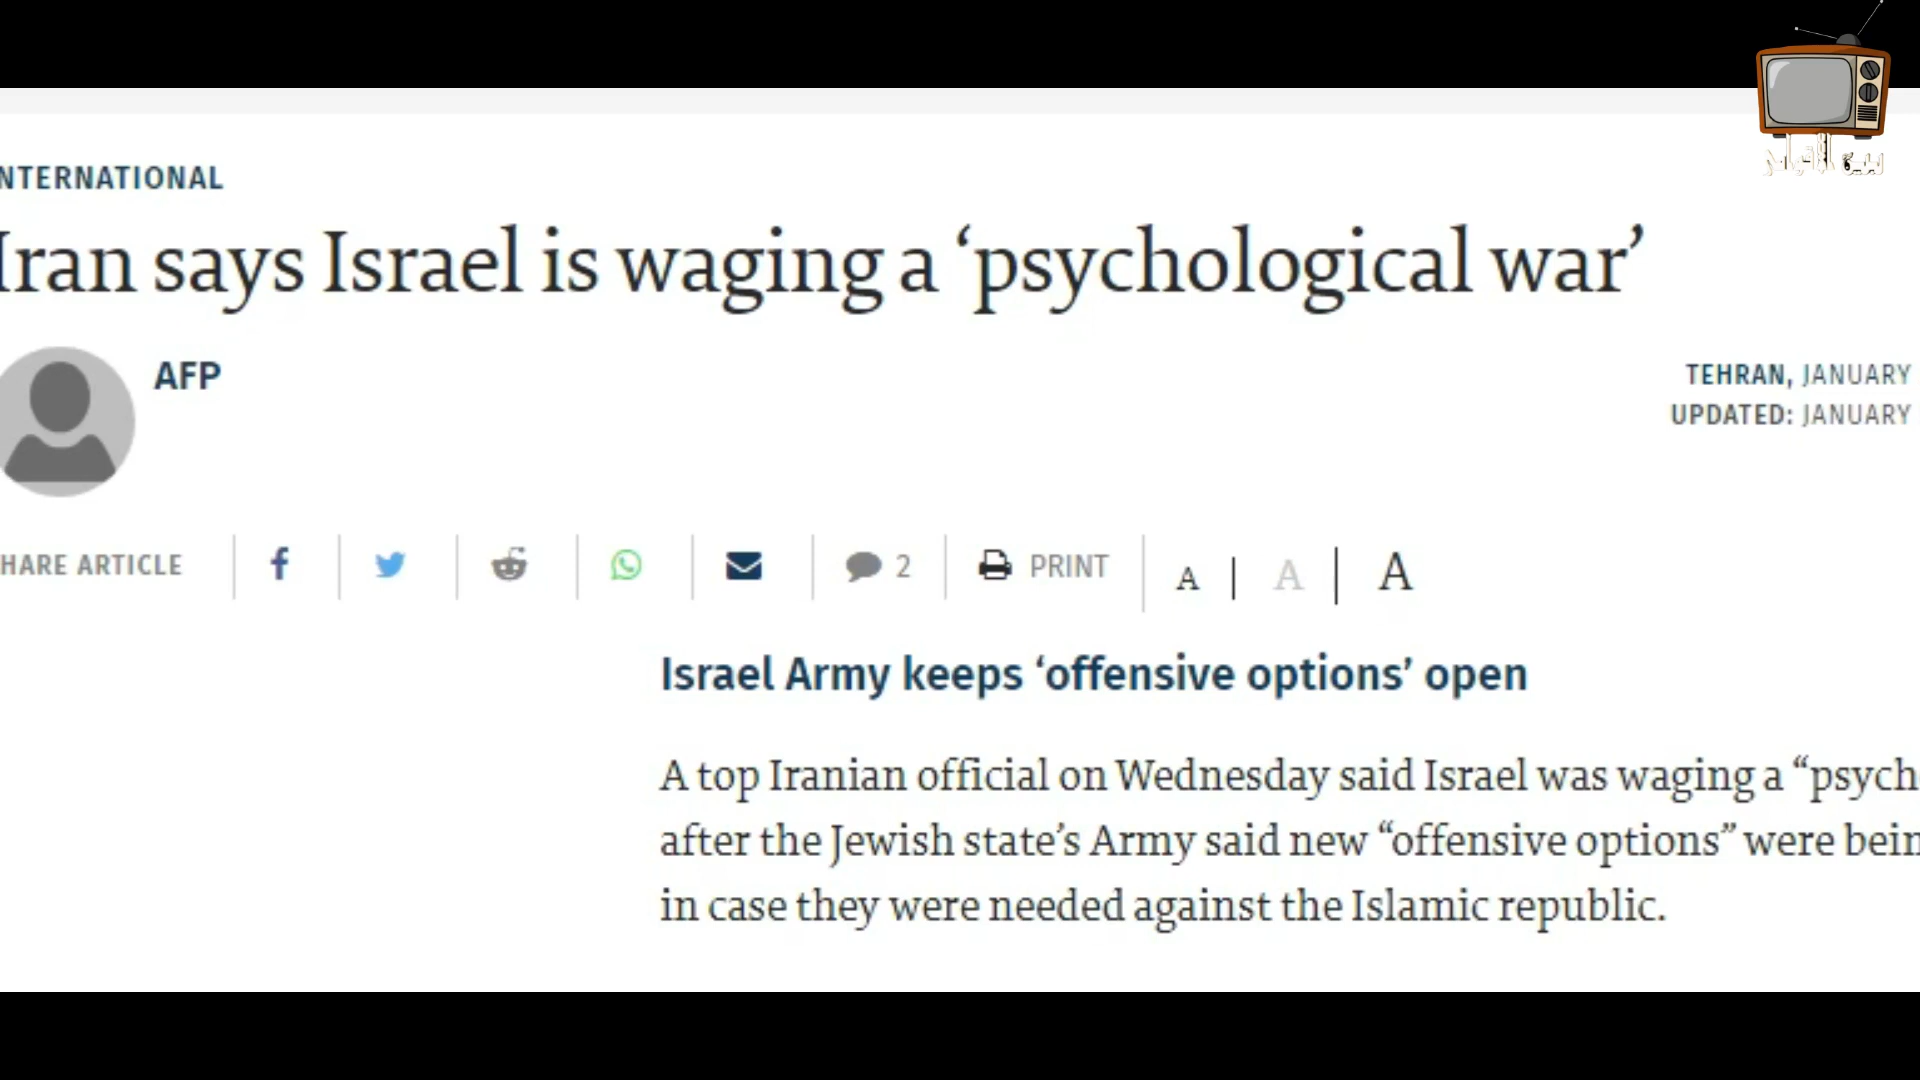 NTERNATIONAL
Iran says Israel is waging a ‘psychological war’
AFP
TEHRAN, JANUARY
UPDATED: JANUARY
HARE ARTICLE
2
PRINT
A | A | A
Israel Army keeps ‘offensive options’ open
A top Iranian official on Wednesday said Israel was waging a “psych
after the Jewish state’s Army said new “offensive options” were bein
in case they were needed against the Islamic republic.